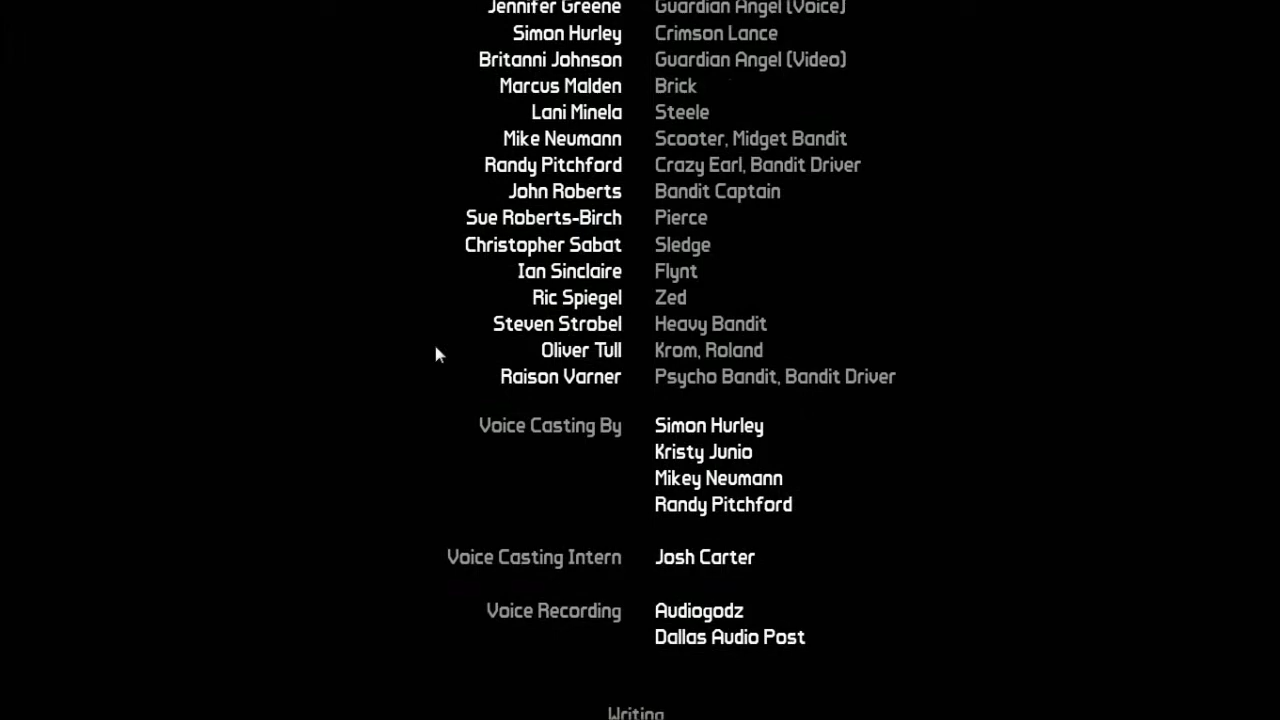 Jennifer Greene Guardian Angel (Voice)
Simon Hurley Crimson Lance
Britanni Johnson Guardian Angel (Video)
Marcus Malden Brick
Lani Minela Steele
Mike Neumann Scooter, Midget Bandit
Randy Pitchford Crazy Earl, Bandit Driver
John Roberts Bandit Captain
Sue Roberts-Birch Pierce
Christopher Sabat Sledge
Ian Sinclaire Flynt
Ric Spiegel Zed
Steven Strobel Heavy Bandit
Oliver Tull Krom, Roland
Raison Varner Psycho Bandit, Bandit Driver
Voice Casting By Simon Hurley
Kristy Junio
Mikey Neumann
Randy Pitchford
Voice Casting Intern Josh Carter
Voice Recording Audiogodz
Dallas Audio Post
Writing